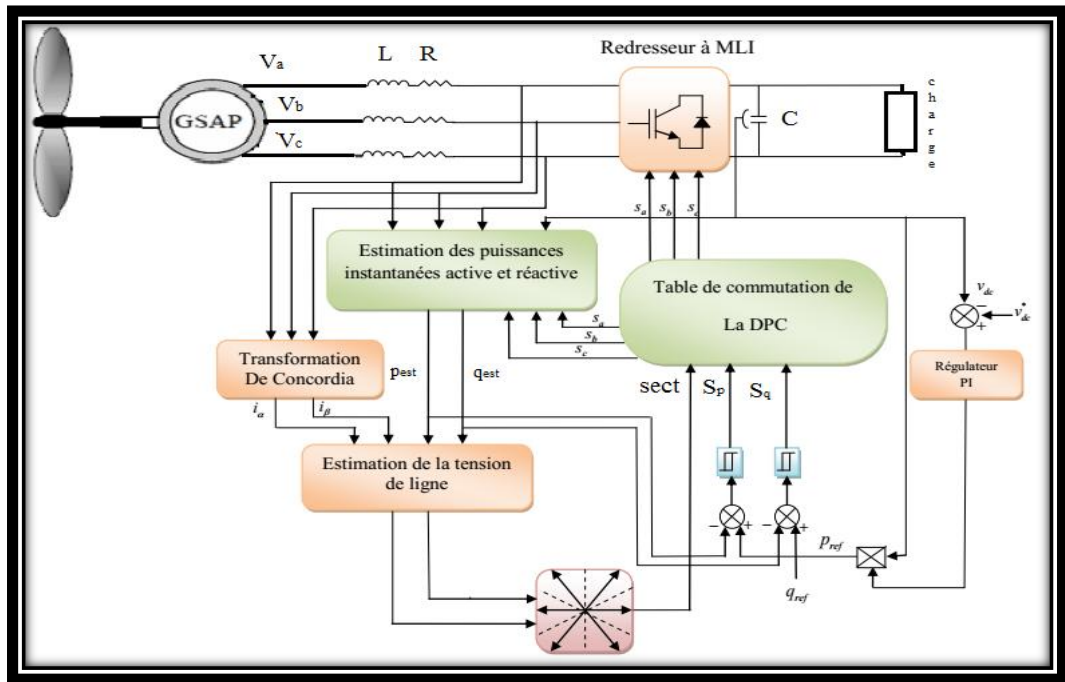 Redresseur à MLI
L R
Va
Vb
Vc
GSAP
C
charge
sa sb sc
Estimation des puissances
instantanées active et réactive
Table de commutation de
La DPC
vdc
v*dc
− +
sa
sb
sc
Transformation
De Concordia
pest qest
sect Sp Sq
Régulateur
PI
iα iβ
Estimation de la tension
de ligne
− + − +
pref
qref